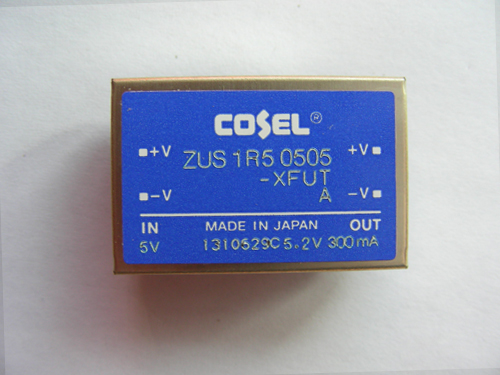 COSEL®
+V ZUS 1R5 0505 +V
-XFUT
-V A -V
IN MADE IN JAPAN OUT
5V 131052SC 5.2V 300mA